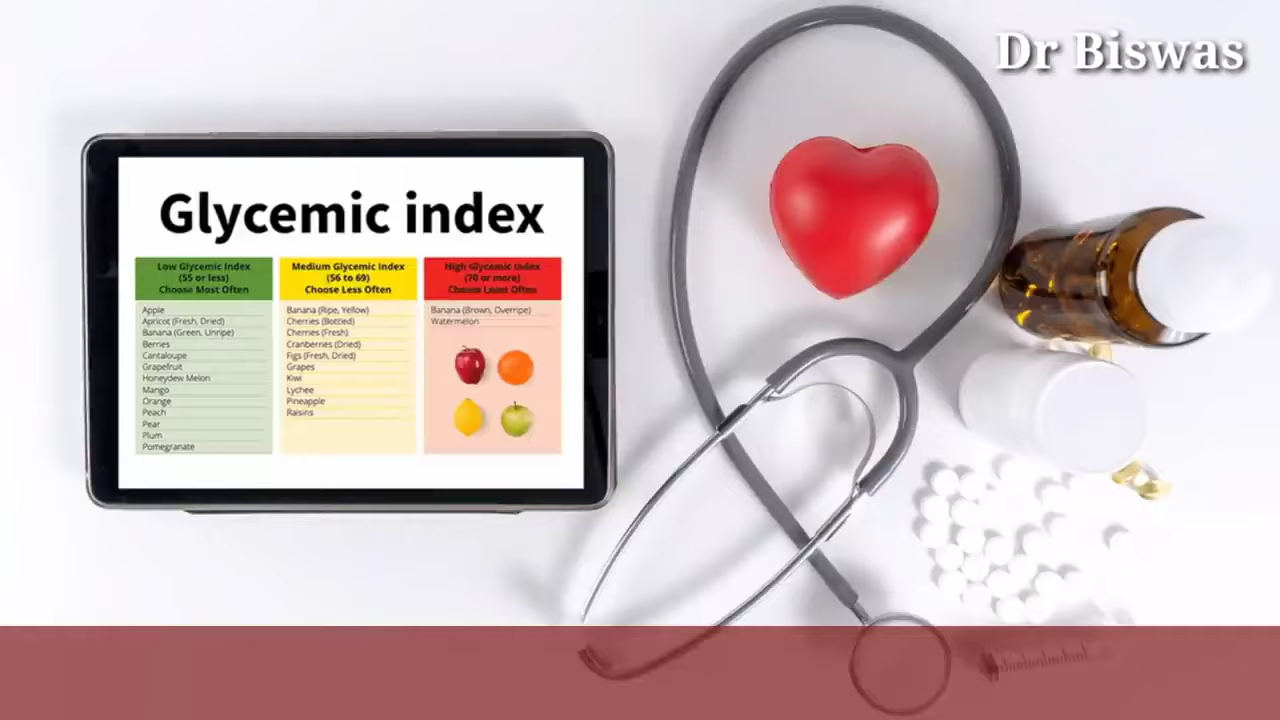 Dr Biswas
Glycemic index
Low Glycemic Index
(55 or less)
Choose Most Often
Apple
Apricot (Fresh, Dried)
Banana (Green, Unripe)
Berries
Cantaloupe
Grapefruit
Honeydew Melon
Mango
Orange
Peach
Pear
Plum
Pomegranate
Medium Glycemic Index
(56 to 69)
Choose Less Often
Banana (Ripe, Yellow)
Cherries (Bottled)
Cherries (Fresh)
Cranberries (Dried)
Figs (Fresh, Dried)
Grapes
Kiwi
Lychee
Pineapple
Raisins
High Glycemic Index
(70 or more)
Choose Least Often
Banana (Brown, Overripe)
Watermelon